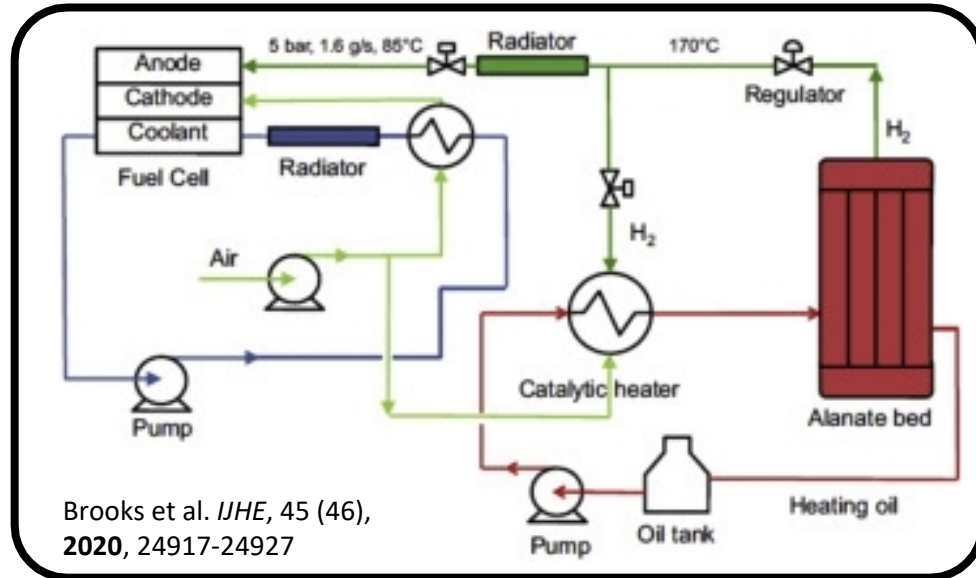 5 bar, 1.6 g/s, 85°C
Radiator
170°C
Anode
Cathode
Coolant
Fuel Cell
Radiator
Regulator
H2
H2
Air
Catalytic heater
Pump
Alanate bed
Heating oil
Oil tank
Pump
Brooks et al. IJHE, 45 (46),
2020, 24917-24927